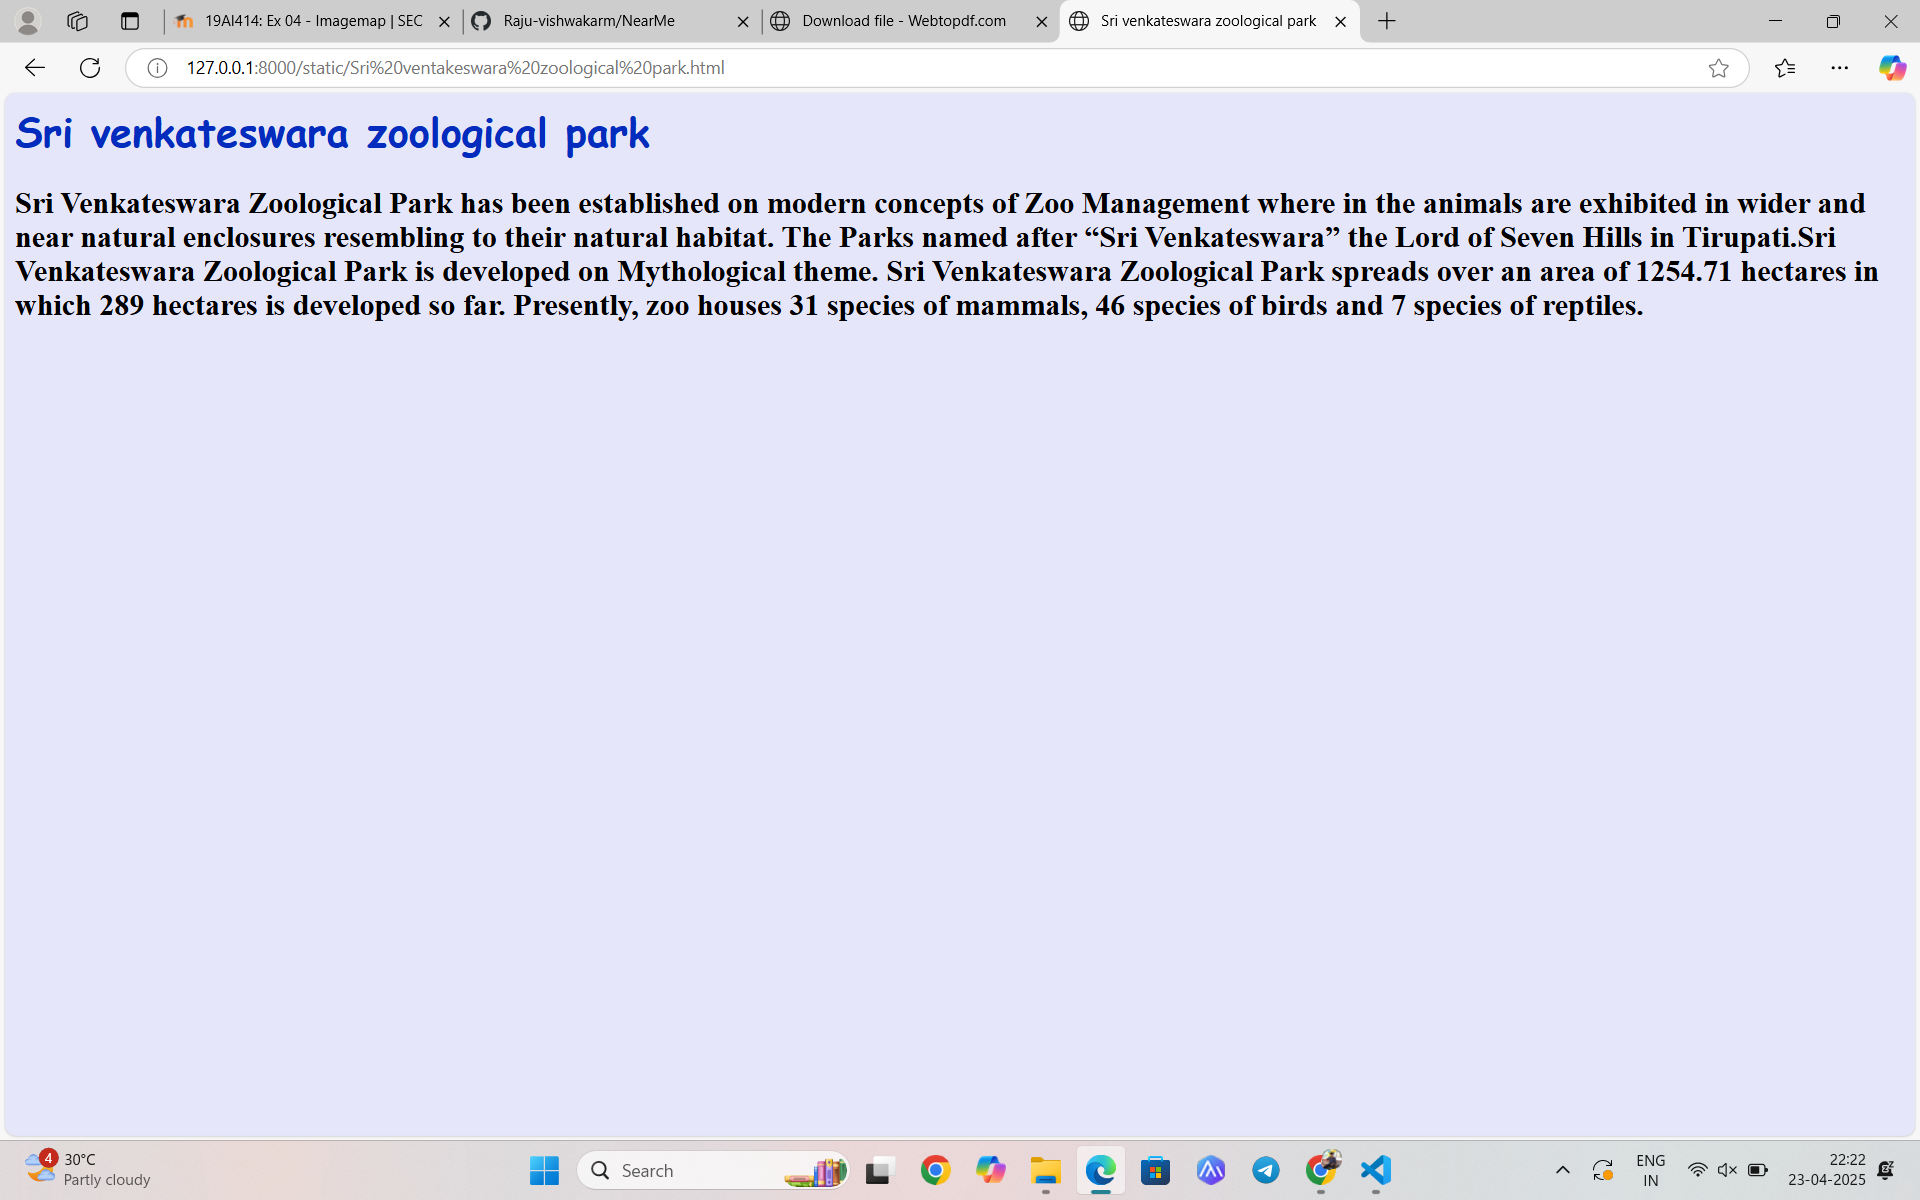 19AI414: Ex 04 - Imagemap | SEC
Raju-vishwakarm/NearMe
Download file - Webtopdf.com
Sri venkateswara zoological park
127.0.0.1:8000/static/Sri%20ventakeswara%20zoological%20park.html
Sri venkateswara zoological park
Sri Venkateswara Zoological Park has been established on modern concepts of Zoo Management where in the animals are exhibited in wider and
near natural enclosures resembling to their natural habitat. The Parks named after “Sri Venkateswara” the Lord of Seven Hills in Tirupati.Sri
Venkateswara Zoological Park is developed on Mythological theme. Sri Venkateswara Zoological Park spreads over an area of 1254.71 hectares in
which 289 hectares is developed so far. Presently, zoo houses 31 species of mammals, 46 species of birds and 7 species of reptiles.
4
30°C
Partly cloudy
Search
ENG
IN
22:22
23-04-2025